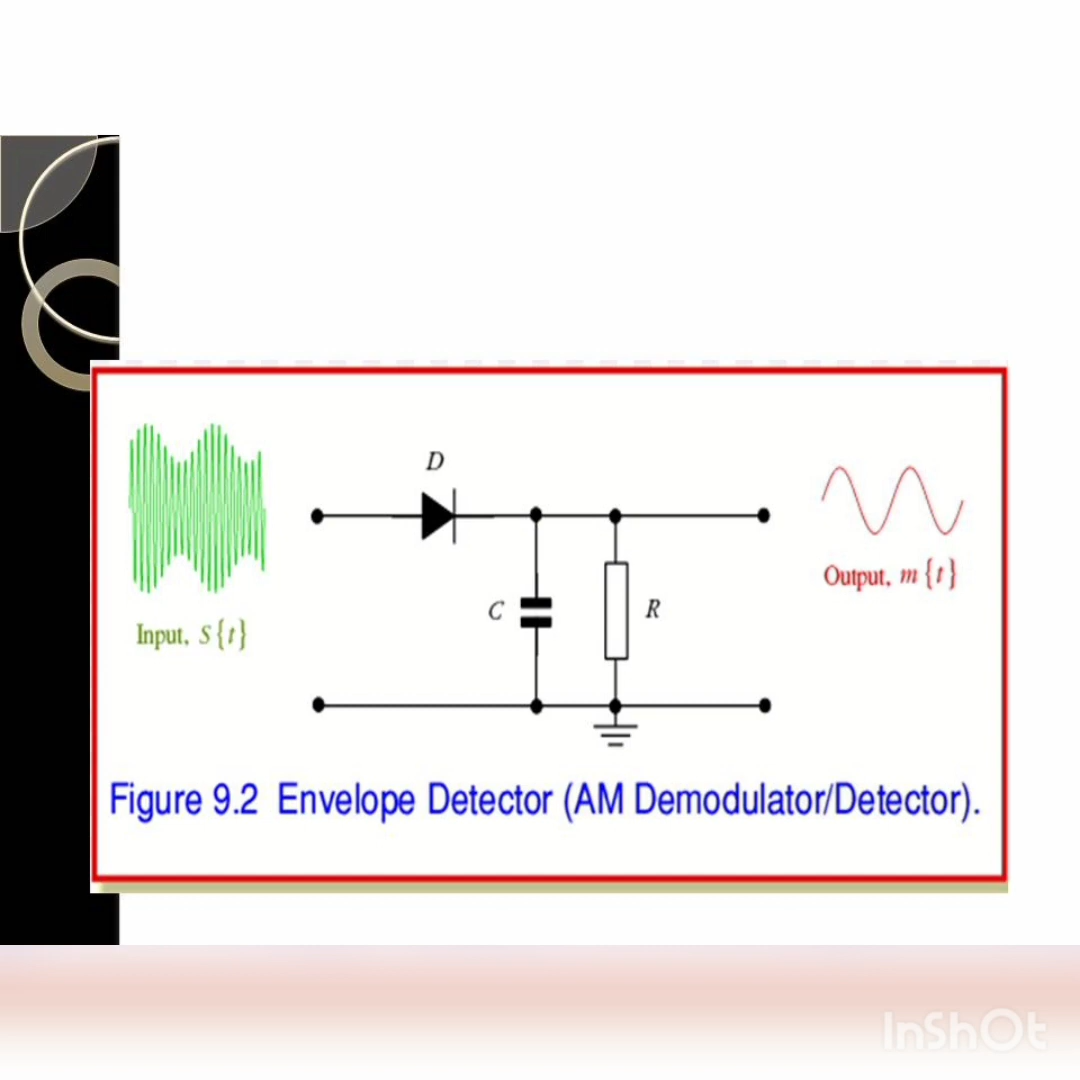 D
C
R
Input, S{t}
Output, m{t}
Figure 9.2 Envelope Detector (AM Demodulator/Detector).
InShOt